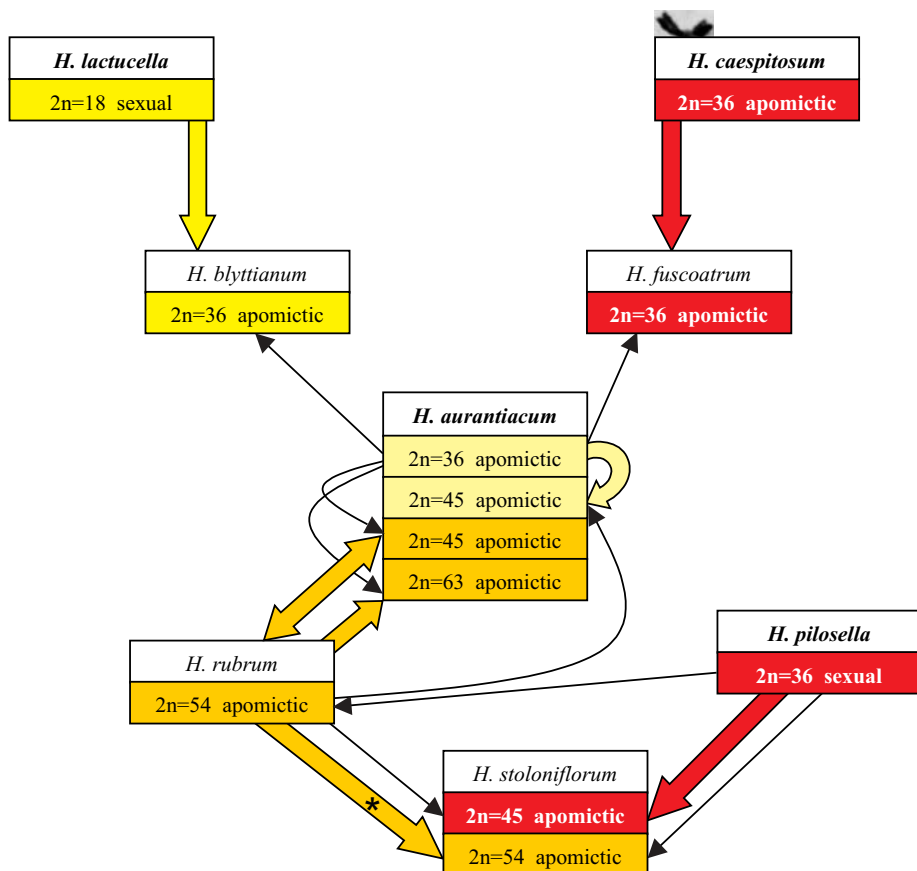 H. lactucella
2n=18 sexual
H. caespitosum
2n=36 apomictic
H. blyttianum
2n=36 apomictic
H. fuscoatrum
2n=36 apomictic
H. aurantiacum
2n=36 apomictic
2n=45 apomictic
2n=45 apomictic
2n=63 apomictic
H. rubrum
2n=54 apomictic
H. pilosella
2n=36 sexual
H. stoloniflorum
2n=45 apomictic
2n=54 apomictic
*